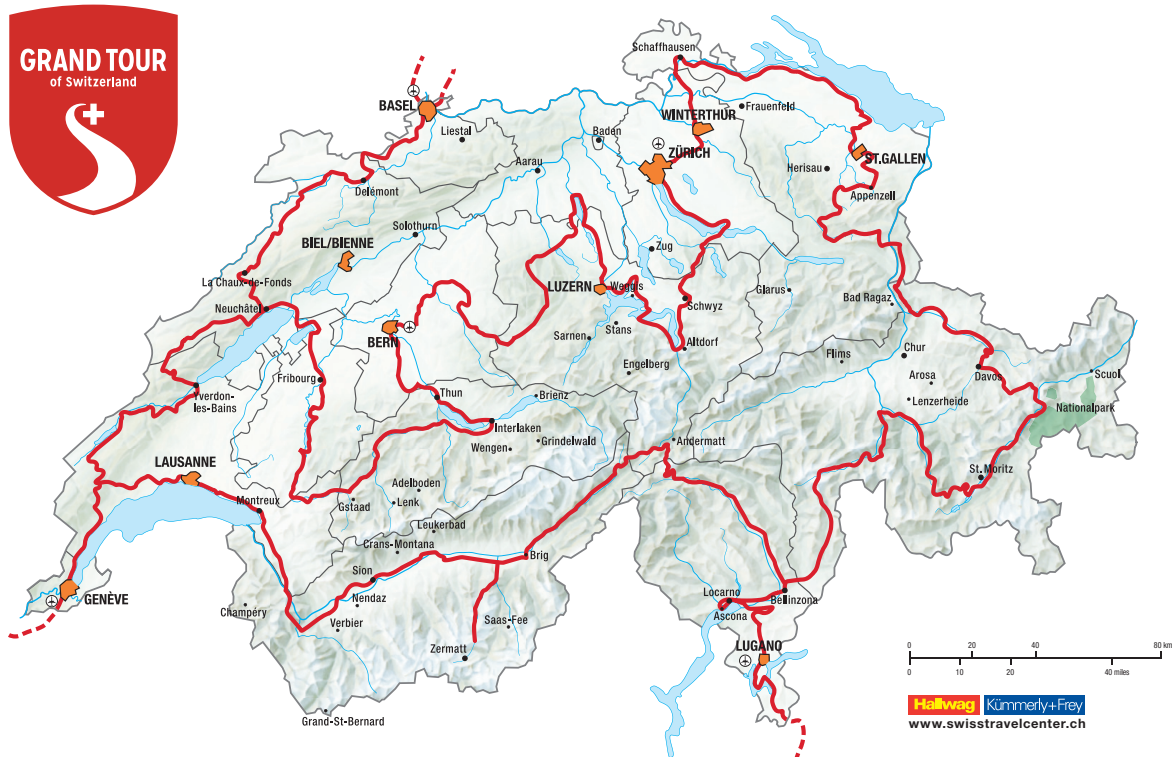 GRAND TOUR
of Switzerland
Schaffhausen
BASEL
Liestal
Baden
WINTERTHUR
Frauenfeld
ZÜRICH
Aarau
ST.GALLEN
Herisau
Delémont
Appenzell
Solothurn
BIEL/BIENNE
Zug
La Chaux-de-Fonds
LUZERN
Weggis
Glarus
Bad Ragaz
Schwyz
Neuchâtel
Stans
Sarnen
BERN
Altdorf
Engelberg
Flims
Chur
Fribourg
Arosa
Davos
Scuol
Yverdon-
les-Bains
Thun
Brienz
Lenzerheide
Nationalpark
Interlaken
Grindelwald
Wengen
Andermatt
LAUSANNE
St. Moritz
Adelboden
Montreux
Gstaad
Lenk
Leukerbad
Crans-Montana
Brig
Sion
GENÈVE
Nendaz
Champéry
Verbier
Saas-Fee
Locarno
Bellinzona
Ascona
Zermatt
LUGANO
Grand-St-Bernard
0 20 40 80 km
0 10 20 40 miles
Hallwag Kümmerly+Frey
www.swisstravelcenter.ch